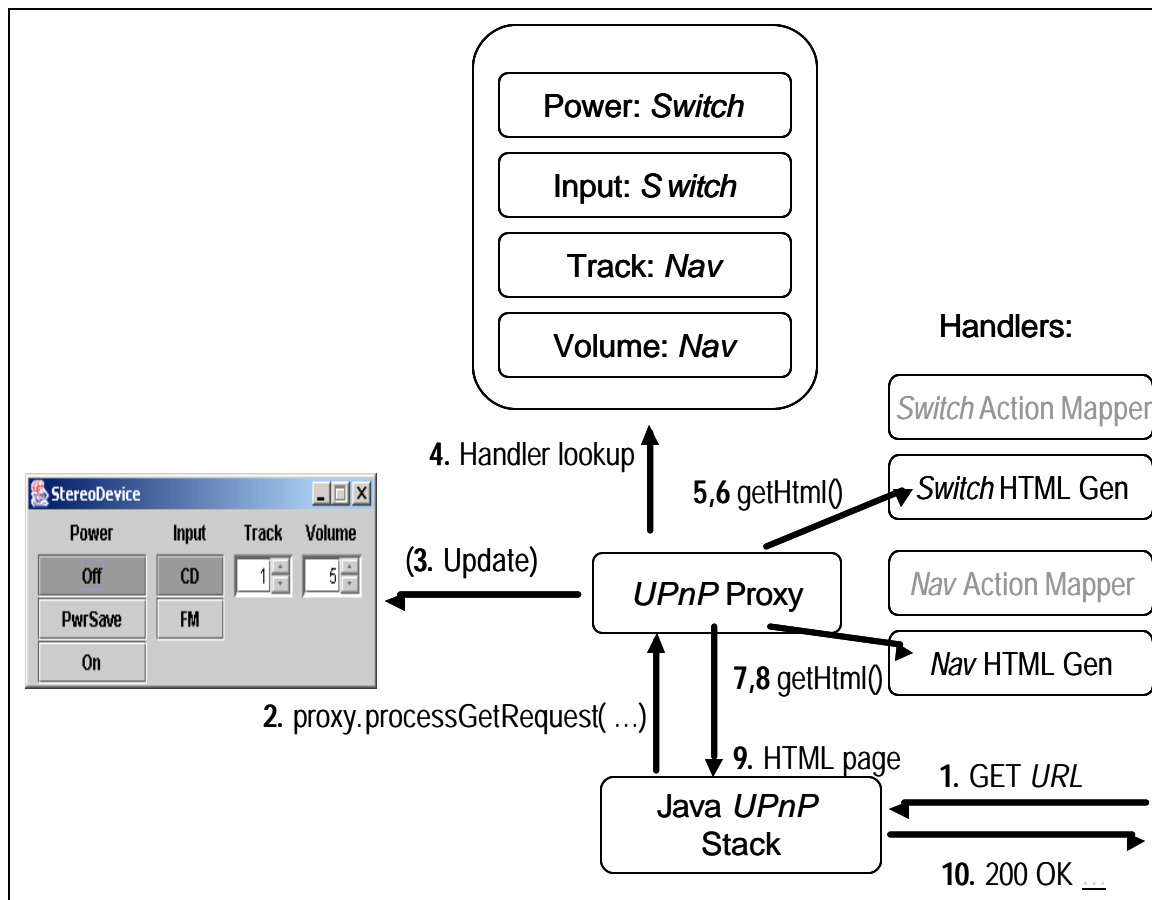 Power: Switch
Input: Switch
Track: Nav
Volume: Nav
Handlers:
Switch Action Mapper
4. Handler lookup
5,6 getHtml()
Switch HTML Gen
StereoDevice
Power Input Track Volume
Off CD 1 5
PwrSave FM
On
(3. Update)
UPnP Proxy
Nav Action Mapper
Nav HTML Gen
7,8 getHtml()
2. proxy.processGetRequest( ...)
9. HTML page
Java UPnP
Stack
1. GET URL
10. 200 OK ...